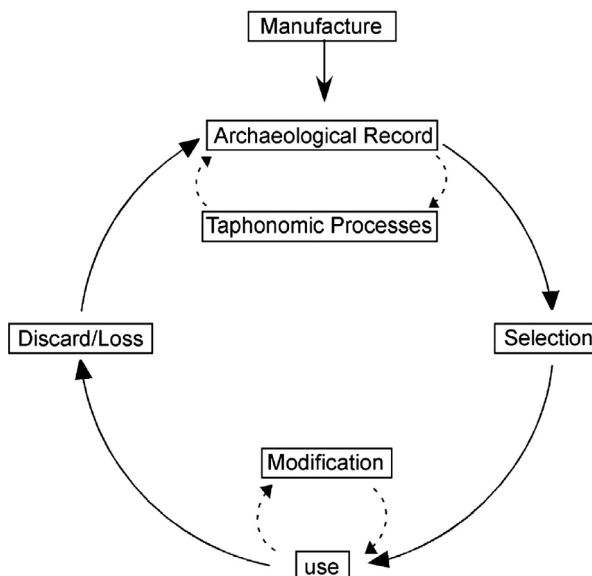 Manufacture
Archaeological Record
Taphonomic Processes
Discard/Loss
Selection
Modification
use